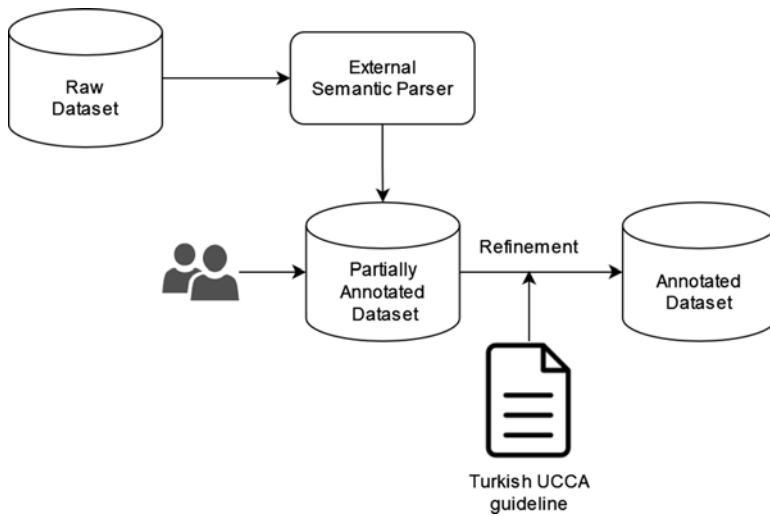 Raw
Dataset
External
Semantic Parser
Partially
Annotated
Dataset
Refinement
Annotated
Dataset
Turkish UCCA
guideline